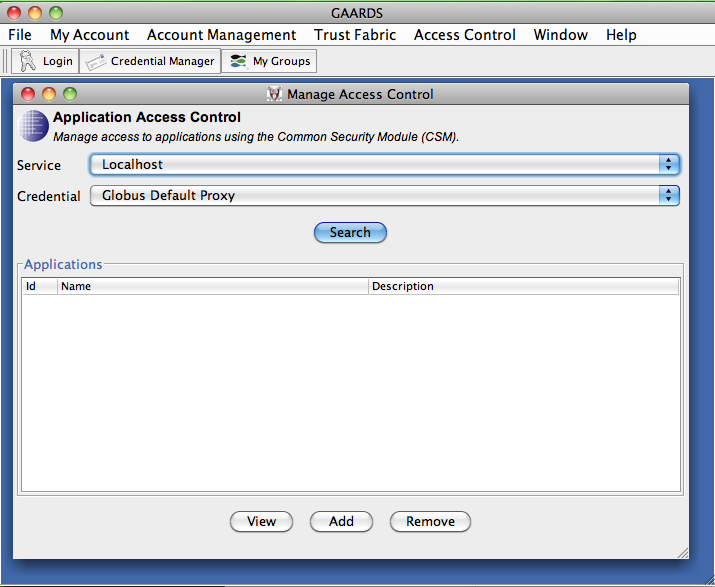 GAARDS
File My Account Account Management Trust Fabric Access Control Window Help
Login Credential Manager My Groups
Manage Access Control
Application Access Control
Manage access to applications using the Common Security Module (CSM).
Service Localhost
Credential Globus Default Proxy
Search
Applications
Id Name Description
View Add Remove